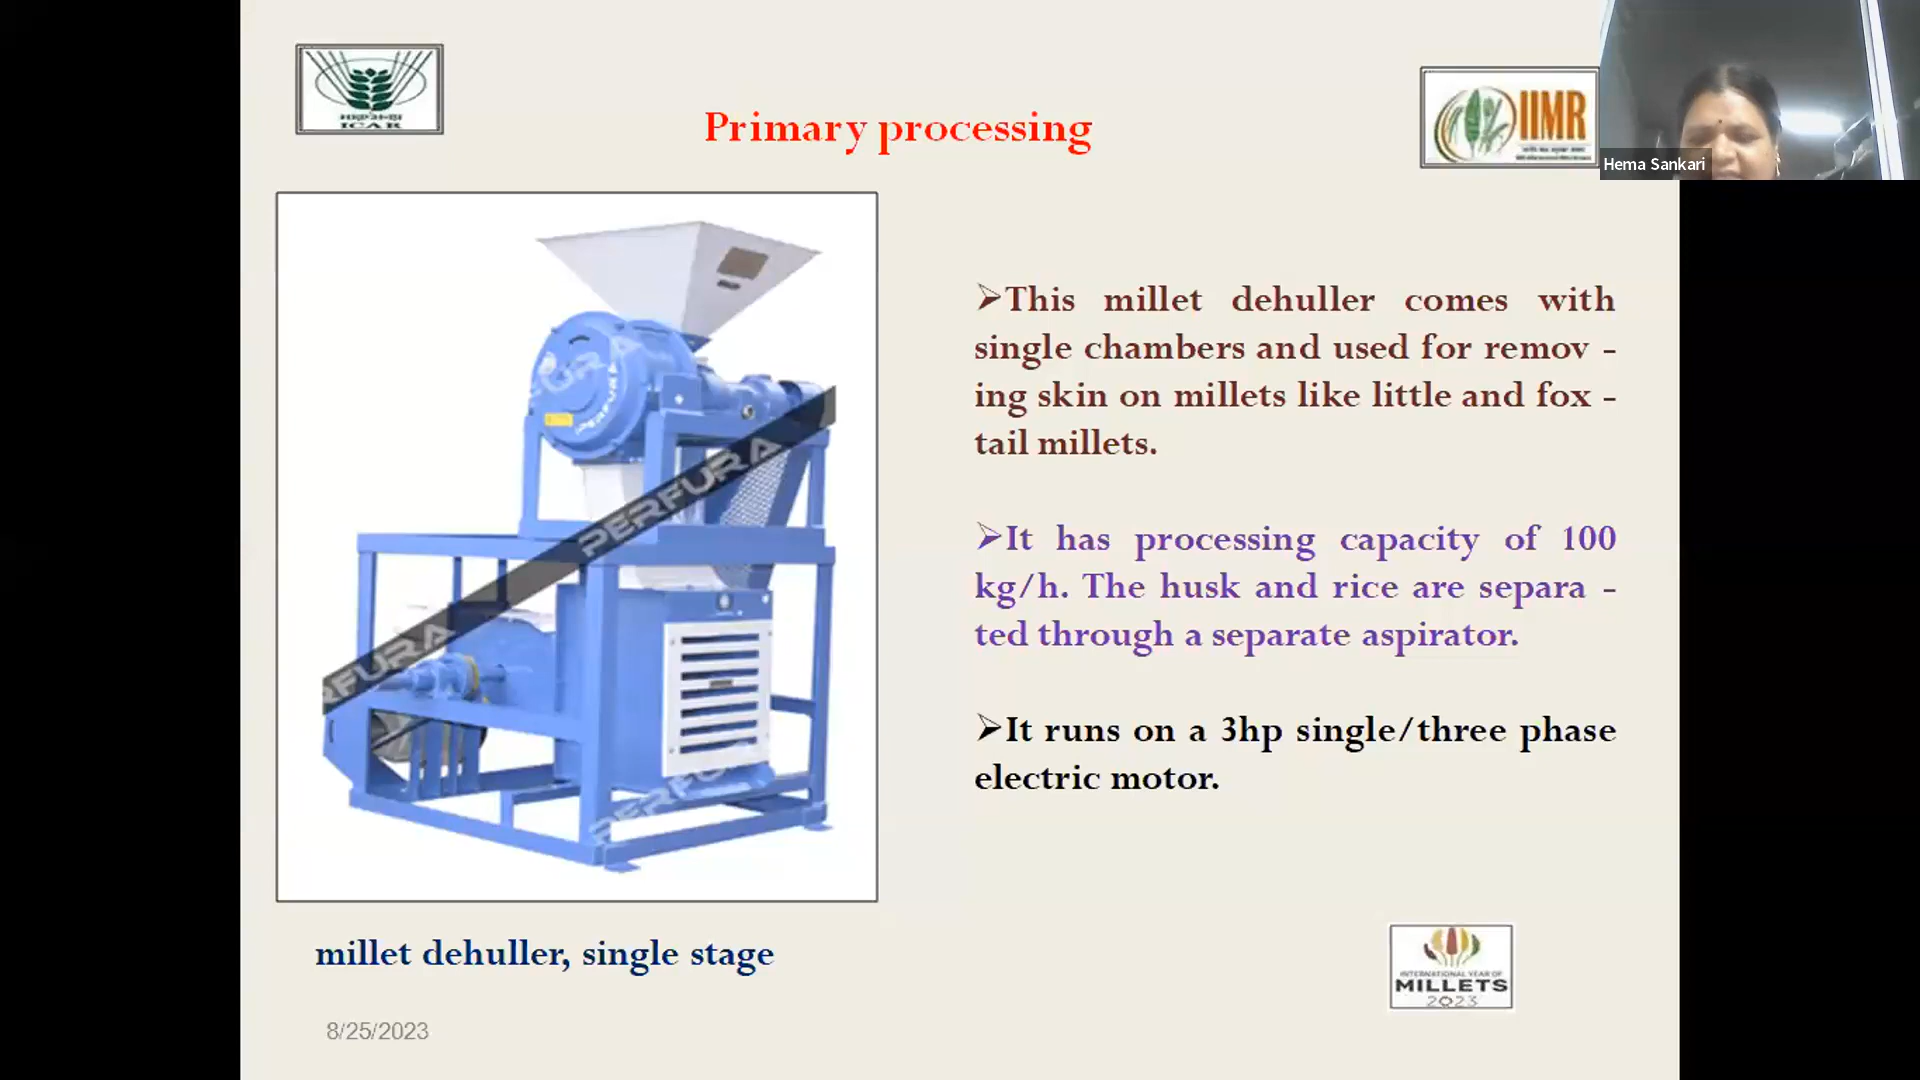 ICAR
Primary processing
IIMR
Hema Sankari
➢This millet dehuller comes with
single chambers and used for remov -
ing skin on millets like little and fox -
tail millets.
➢It has processing capacity of 100
kg/h. The husk and rice are separa -
ted through a separate aspirator.
➢It runs on a 3hp single/three phase
electric motor.
PERFURA
PERFURA
millet dehuller, single stage
INTERNATIONAL YEAR OF
MILLETS
2023
8/25/2023